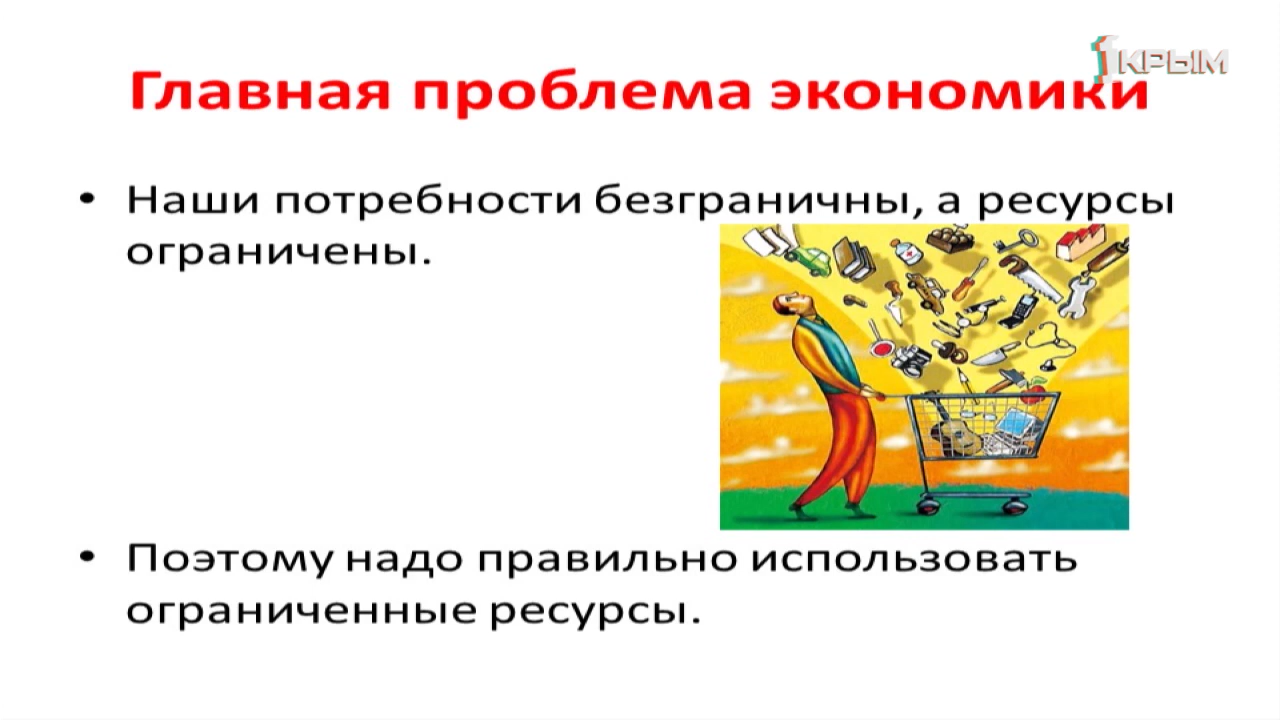 1КРЫМ
Главная проблема экономики
• Наши потребности безграничны, а ресурсы
ограничены.
• Поэтому надо правильно использовать
ограниченные ресурсы.